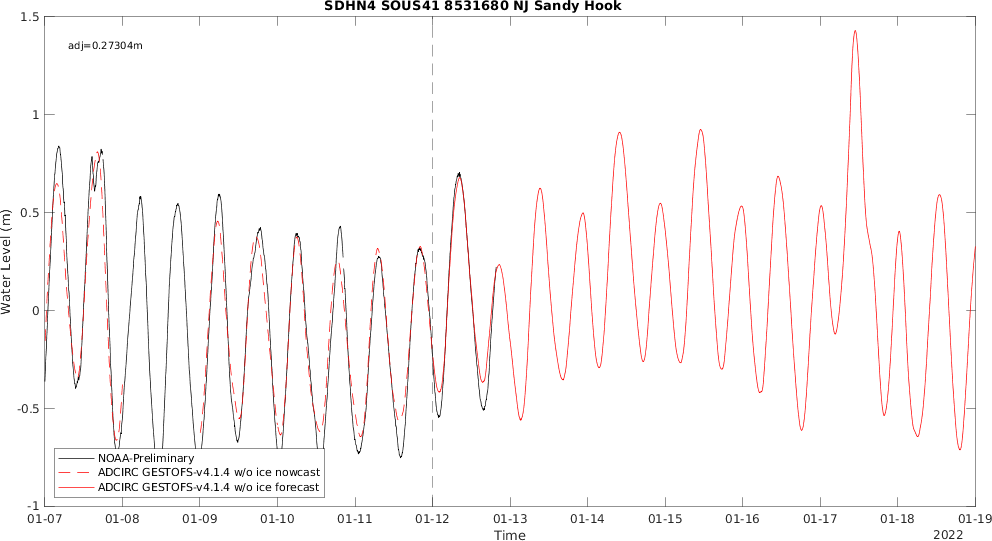 SDHN4 SOUS41 8531680 NJ Sandy Hook
adj=0.27304m
1.5
1
0.5
0
-0.5
-1
Water Level (m)
NOAA-Preliminary
ADCIRC GESTOFS-v4.1.4 w/o ice nowcast
ADCIRC GESTOFS-v4.1.4 w/o ice forecast
01-07 01-08 01-09 01-10 01-11 01-12 01-13 01-14 01-15 01-16 01-17 01-18 01-19
Time
2022